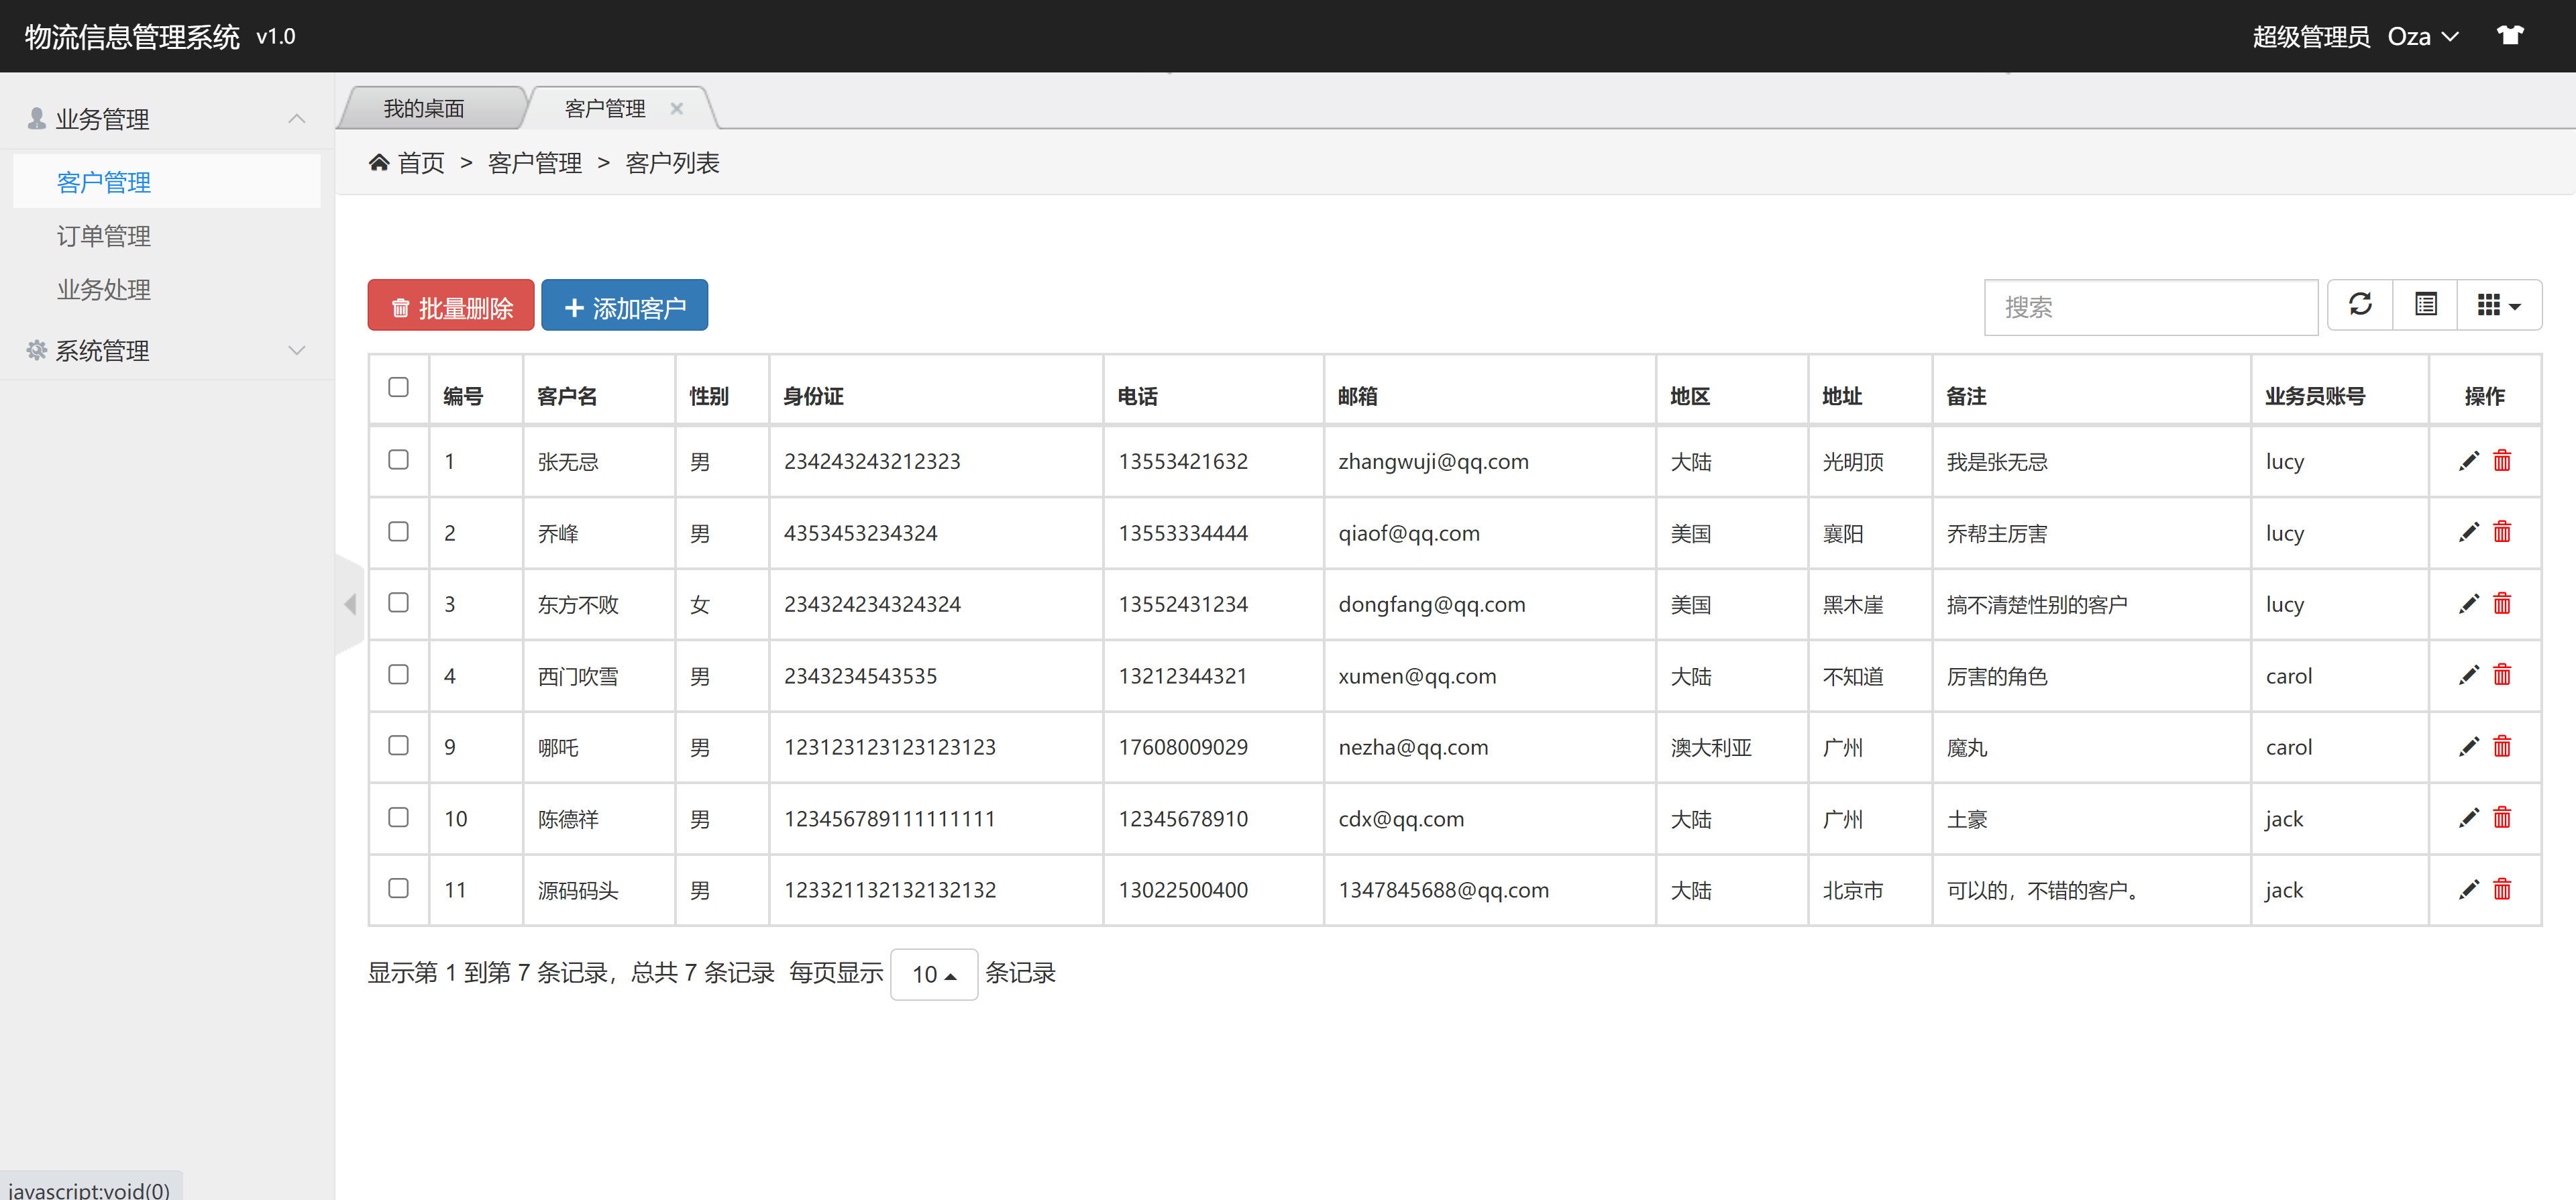 物流信息管理系统 v1.0 超级管理员 Oza
业务管理
客户管理
订单管理
业务处理
系统管理
我的桌面 客户管理
首页 > 客户管理 > 客户列表
批量删除 添加客户 搜索
编号 客户名 性别 身份证 电话 邮箱 地区 地址 备注 业务员账号 操作
1 张无忌 男 234243243212323 13553421632 zhangwuji@qq.com 大陆 光明顶 我是张无忌 lucy
2 乔峰 男 4353453234324 13553334444 qiaof@qq.com 美国 襄阳 乔帮主厉害 lucy
3 东方不败 女 234324234324324 13552431234 dongfang@qq.com 美国 黑木崖 搞不清楚性别的客户 lucy
4 西门吹雪 男 2343234543535 13212344321 xumen@qq.com 大陆 不知道 厉害的角色 carol
9 哪吒 男 123123123123123123 17608009029 nezha@qq.com 澳大利亚 广州 魔丸 carol
10 陈德祥 男 123456789111111111 12345678910 cdx@qq.com 大陆 广州 土豪 jack
11 源码码头 男 123321132132132132 13022500400 1347845688@qq.com 大陆 北京市 可以的，不错的客户。 jack
显示第 1 到第 7 条记录，总共 7 条记录 每页显示 10 条记录
javascript:void(0)